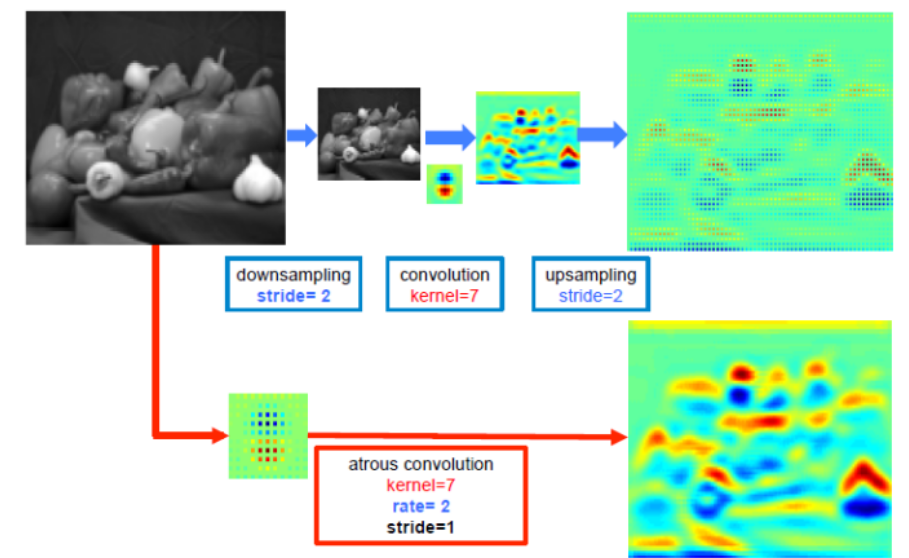 downsampling
stride= 2
convolution
kernel=7
upsampling
stride=2
atrous convolution
kernel=7
rate= 2
stride=1